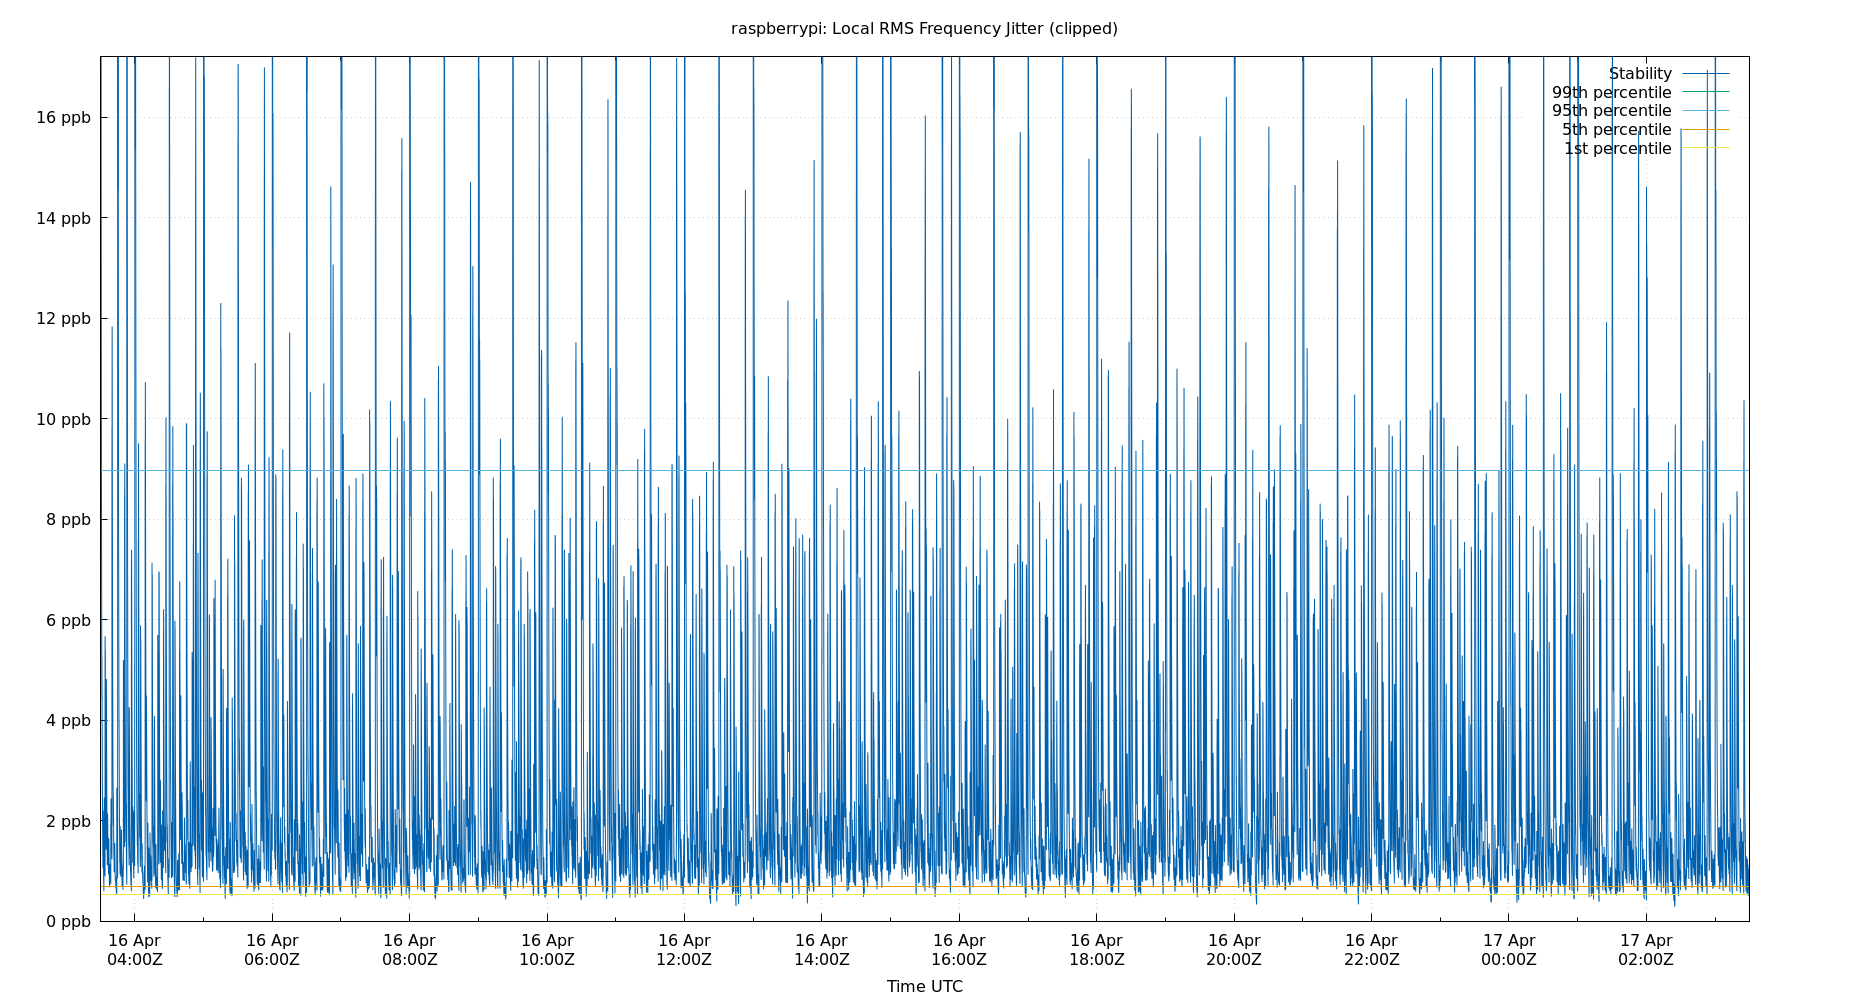 raspberrypi: Local RMS Frequency Jitter (clipped)
Stability
99th percentile
95th percentile
5th percentile
1st percentile
16 ppb
14 ppb
12 ppb
10 ppb
8 ppb
6 ppb
4 ppb
2 ppb
0 ppb
16 Apr 16 Apr 16 Apr 16 Apr 16 Apr 16 Apr 16 Apr 16 Apr 16 Apr 16 Apr 17 Apr 17 Apr
04:00Z 06:00Z 08:00Z 10:00Z 12:00Z 14:00Z 16:00Z 18:00Z 20:00Z 22:00Z 00:00Z 02:00Z
Time UTC